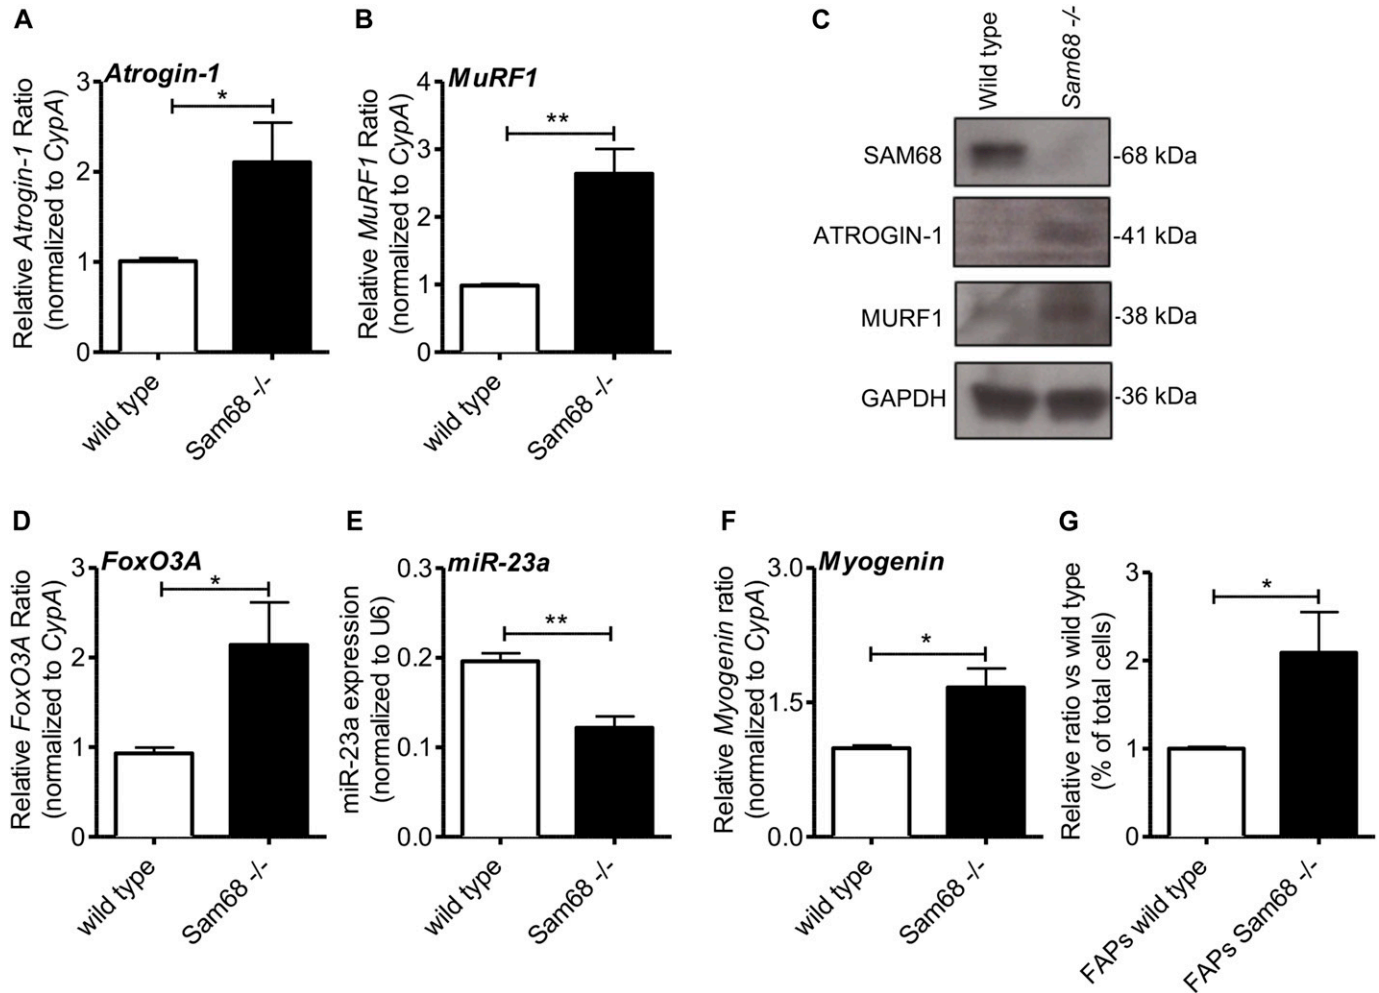 A
Atrogin-1
Relative Atrogin-1 Ratio
(normalized to CypA)
3
2
1
0
*
wild type
Sam68 -/-
B
MuRF1
Relative MuRF1 Ratio
(normalized to CypA)
4
3
2
1
0
**
wild type
Sam68 -/-
C
Wild type
Sam68 -/-
SAM68
-68 kDa
ATROGIN-1
-41 kDa
MURF1
-38 kDa
GAPDH
-36 kDa
D
FoxO3A
Relative FoxO3A Ratio
(normalized to CypA)
3
2
1
0
*
wild type
Sam68 -/-
E
miR-23a
miR-23a expression
(normalized to U6)
0.3
0.2
0.1
0.0
**
wild type
Sam68 -/-
F
Myogenin
Relative Myogenin ratio
(normalized to CypA)
3.0
1.5
0.0
*
wild type
Sam68 -/-
G
Relative ratio vs wild type
(% of total cells)
3
2
1
0
*
FAPs wild type
FAPs Sam68 -/-